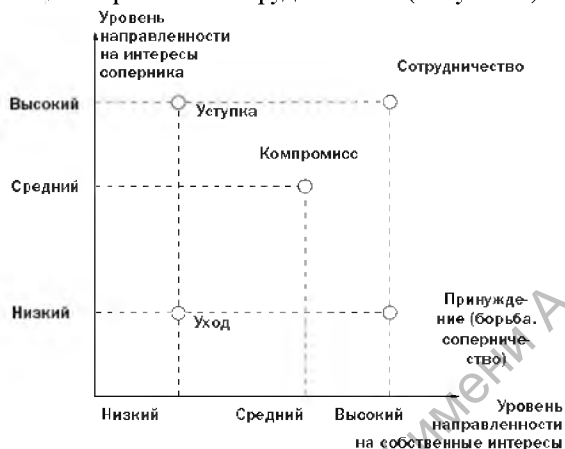 Уровень
направленности
на интересы
соперника
Сотрудничество
Высокий
Уступка
Компромисс
Средний
Принужде-
ние (борьба.
соперниче-
ство)
Низкий
Уход
имени А
Низкий Средний Высокий
Уровень
направленности
на собственные интересы